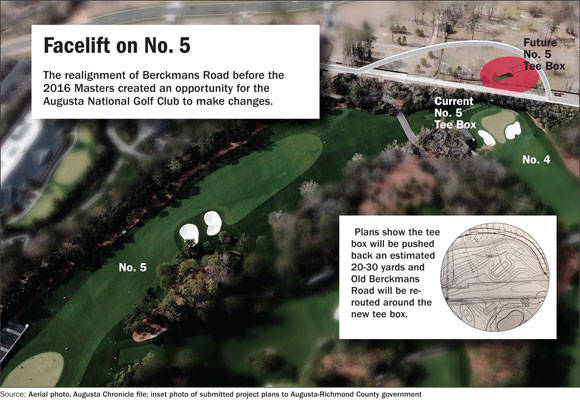 Facelift on No. 5
The realignment of Berckmans Road before the
2016 Masters created an opportunity for the
Augusta National Golf Club to make changes.
Future
No. 5
Tee Box
Current
No. 5
Tee Box
No. 4
No. 5
Plans show the tee
box will be pushed
back an estimated
20-30 yards and
Old Berckmans
Road will be re-
routed around the
new tee box.
Source: Aerial photo, Augusta Chronicle file; inset photo of submitted project plans to Augusta-Richmond County government